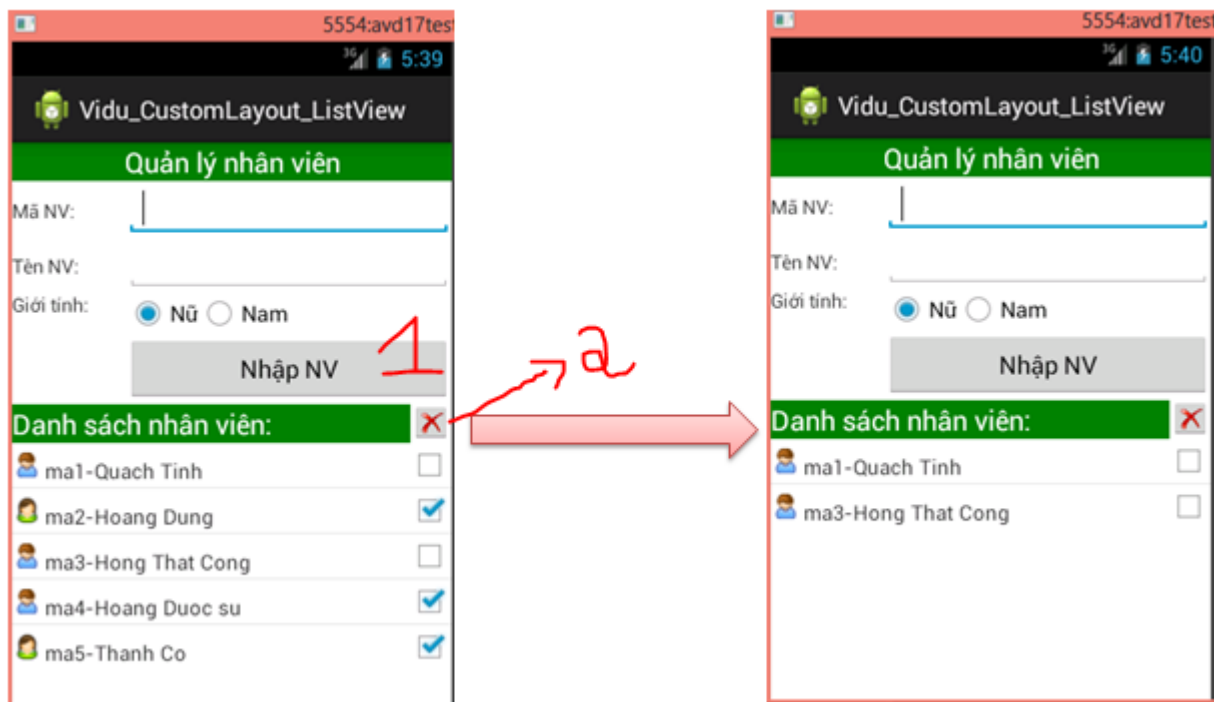 5554:avd17tes
3G 5:39
Vidu_CustomLayout_ListView
Quản lý nhân viên
Mã NV:
Tên NV:
Giới tính:
Nữ Nam
Nhập NV
1
Danh sách nhân viên:
ma1-Quach Tinh
ma2-Hoang Dung
ma3-Hong That Cong
ma4-Hoang Duoc su
ma5-Thanh Co
2
5554:avd17test
3G 5:40
Vidu_CustomLayout_ListView
Quản lý nhân viên
Mã NV:
Tên NV:
Giới tính:
Nữ Nam
Nhập NV
Danh sách nhân viên:
ma1-Quach Tinh
ma3-Hong That Cong